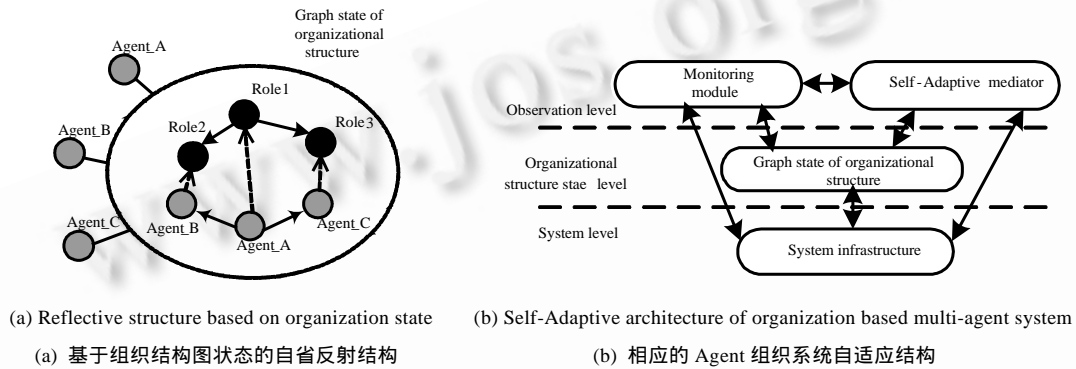 Graph state of
organizational
structure
Agent_A
Agent_B
Agent_C
Role1
Role2
Role3
Agent_B
Agent_A
Agent_C
Monitoring
module
Self-Adaptive mediator
Observation level
Organizational
structure stae level
Graph state of organizational
structure
System level
System infrastructure
(a) Reflective structure based on organization state
(b) Self-Adaptive architecture of organization based multi-agent system
(a) 基于组织结构图状态的自省反射结构
(b) 相应的 Agent 组织系统自适应结构
www.jos.org